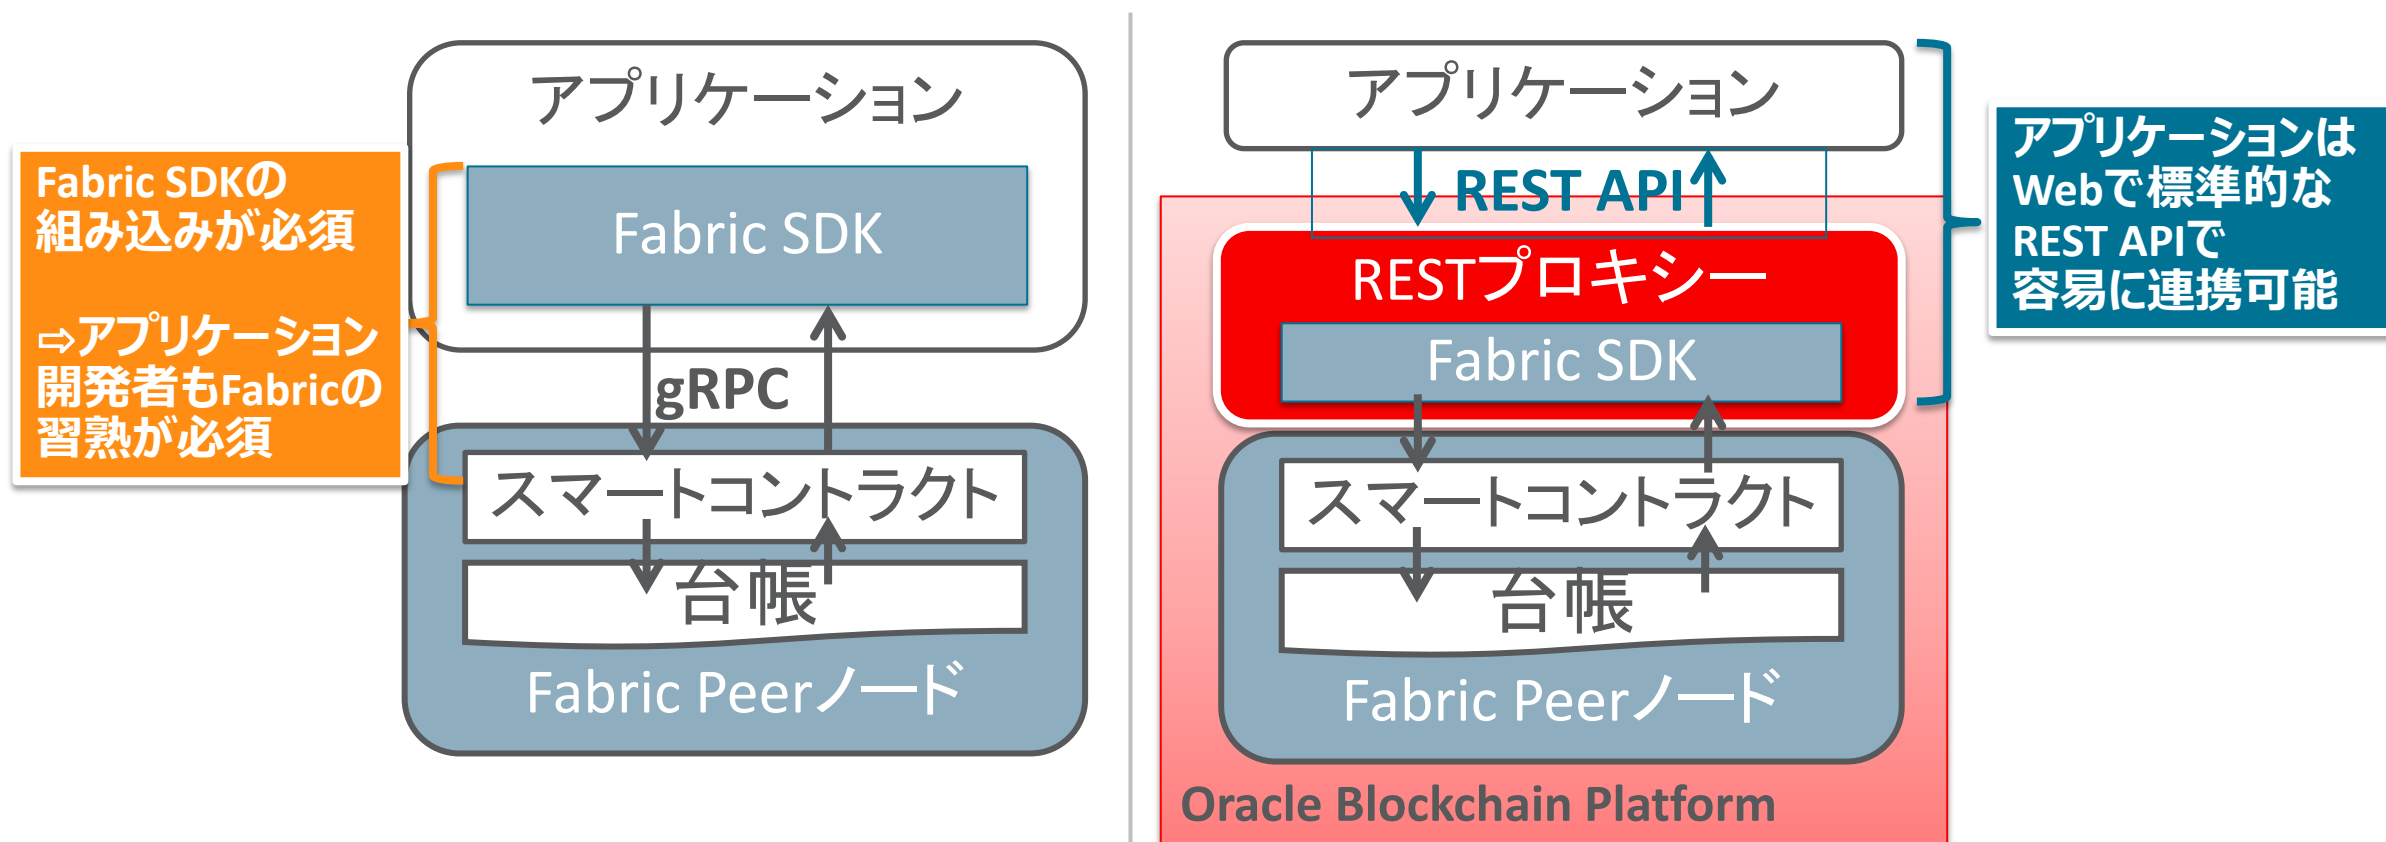 Fabric SDKの
組み込みが必須
⇨アプリケーション
開発者もFabricの
習熟が必須
アプリケーション
Fabric SDK
gRPC
スマートコントラクト
台帳
Fabric Peerノード
アプリケーション
REST API
RESTプロキシー
Fabric SDK
スマートコントラクト
台帳
Fabric Peerノード
Oracle Blockchain Platform
アプリケーションは
Webで標準的な
REST APIで
容易に連携可能